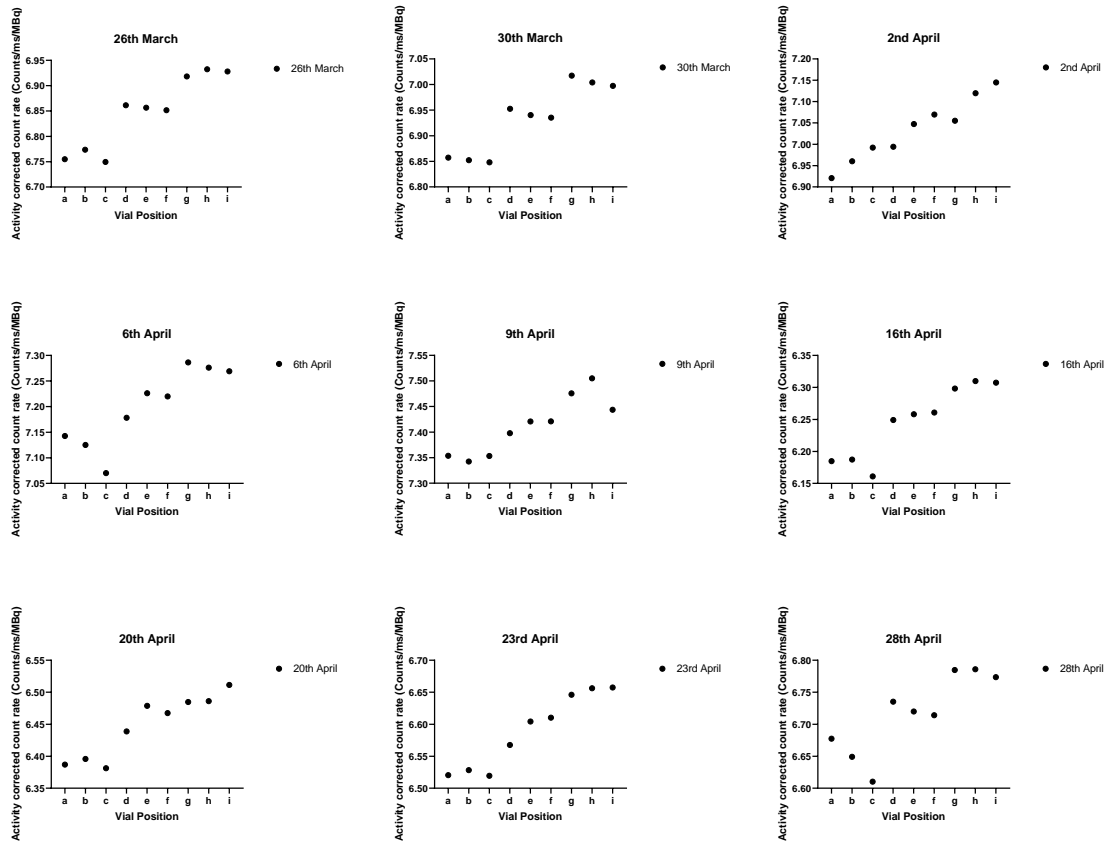 26th March
Activity corrected count rate (Counts/ms/MBq)
6.95
6.90
6.85
6.80
6.75
6.70
a b c d e f g h i
Vial Position
26th March
30th March
Activity corrected count rate (Counts/ms/MBq)
7.05
7.00
6.95
6.90
6.85
6.80
a b c d e f g h i
Vial Position
30th March
2nd April
Activity corrected count rate (Counts/ms/MBq)
7.20
7.15
7.10
7.05
7.00
6.95
6.90
a b c d e f g h i
Vial Position
2nd April
6th April
Activity corrected count rate (Counts/ms/MBq)
7.30
7.25
7.20
7.15
7.10
7.05
a b c d e f g h i
Vial Position
6th April
9th April
Activity corrected count rate (Counts/ms/MBq)
7.55
7.50
7.45
7.40
7.35
7.30
a b c d e f g h i
Vial Position
9th April
16th April
Activity corrected count rate (Counts/ms/MBq)
6.35
6.30
6.25
6.20
6.15
a b c d e f g h i
Vial Position
16th April
20th April
Activity corrected count rate (Counts/ms/MBq)
6.55
6.50
6.45
6.40
6.35
a b c d e f g h i
Vial Position
20th April
23rd April
Activity corrected count rate (Counts/ms/MBq)
6.70
6.65
6.60
6.55
6.50
a b c d e f g h i
Vial Position
23rd April
28th April
Activity corrected count rate (Counts/ms/MBq)
6.80
6.75
6.70
6.65
6.60
a b c d e f g h i
Vial Position
28th April